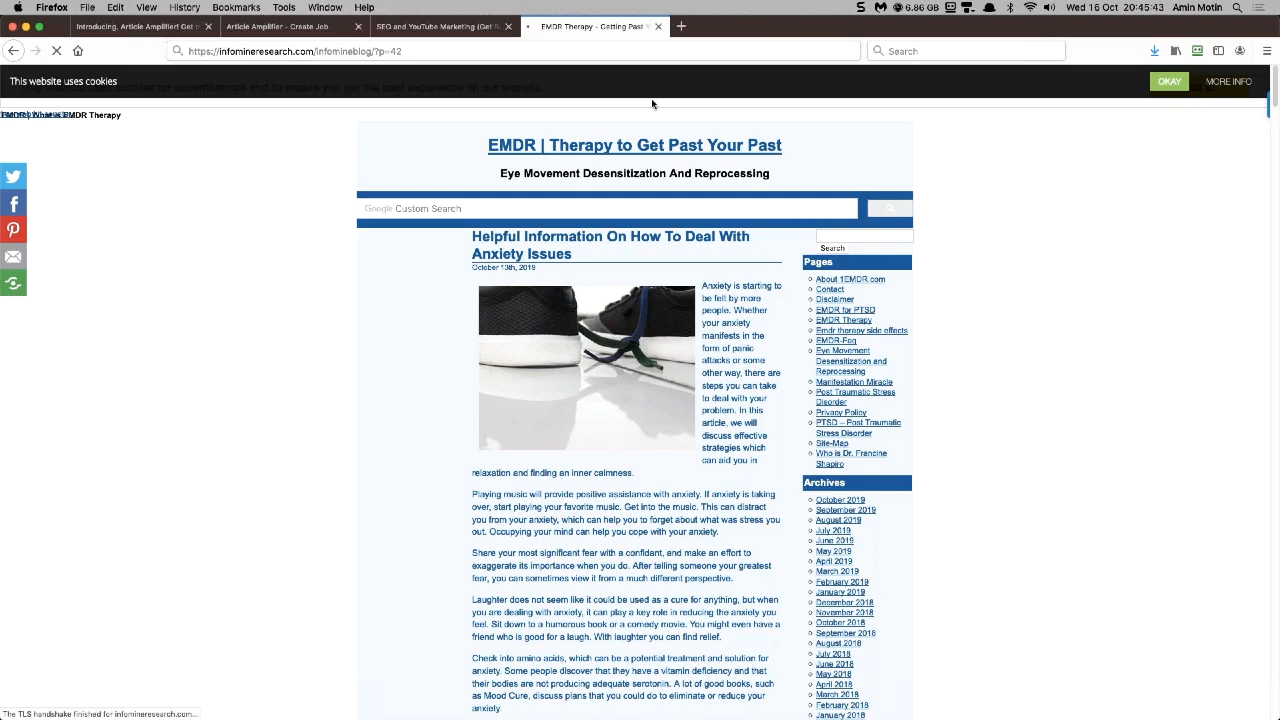 Firefox
Wed 16 Oct 20:45:34
Introducing, Article Amplifier! Get m
Article Amplifier - Create Job
SEO and YouTube Marketing (Get R
EMDR Therapy - Getting Past Y
https://infomineresearch.com/infomineblog/?p=42
Search
This website uses cookies
OKAY
MORE INFO
EMDR | What is EMDR Therapy
EMDR | Therapy to Get Past Your Past
Eye Movement Desensitization And Reprocessing
Google Custom Search
Helpful Information On How To Deal With
Anxiety Issues
October 13th, 2019
Anxiety is starting to
be felt by more
people. Whether
your anxiety
manifests in the
form of panic
attacks or some
other way, there are
steps you can take
to deal with your
problem. In this
article, we will
discuss effective
strategies which
can aid you in
relaxation and finding an inner calmness.
Playing music will provide positive assistance with anxiety. If anxiety is taking
over, start playing your favorite music. Get into the music. This can distract
you from your anxiety, which can help you to forget about what was stress you
out. Occupying your mind can help you cope with your anxiety.
Share your most significant fear with a confidant, and make an effort to
exaggerate its importance when you do. After telling someone your greatest
fear, you can sometimes view it from a much different perspective.
Laughter does not seem like it could be used as a cure for anything, but when
you are dealing with anxiety, it can play a key role in reducing the anxiety you
feel. Sit down to a humorous book or a comedy movie. You might even have a
friend who is good for a laugh. With laughter you can find relief.
Check into amino acids, which can be a potential treatment and solution for
anxiety. Some people discover that they have a vitamin deficiency and that
their bodies are not producing adequate serotonin. A lot of good books, such
as Mood Cure, discuss plans that you could do to eliminate or reduce your
anxiety.
Search
Pages
About 1EMDR.com
Contact
Disclaimer
EMDR for PTSD
EMDR Therapy
Emdr therapy side effects
EMDR-Faq
Eye Movement
Desensitization and
Reprocessing
Manifestation Miracle
Post Traumatic Stress
Disorder
Privacy Policy
PTSD – Post Traumatic
Stress Disorder
Site-Map
Who is Dr. Francine
Shapiro
Archives
October 2019
September 2019
August 2019
July 2019
June 2019
May 2019
April 2019
March 2019
February 2019
January 2019
December 2018
November 2018
October 2018
September 2018
August 2018
July 2018
June 2018
May 2018
April 2018
March 2018
February 2018
January 2018
The TLS handshake finished for infomineresearch.com...